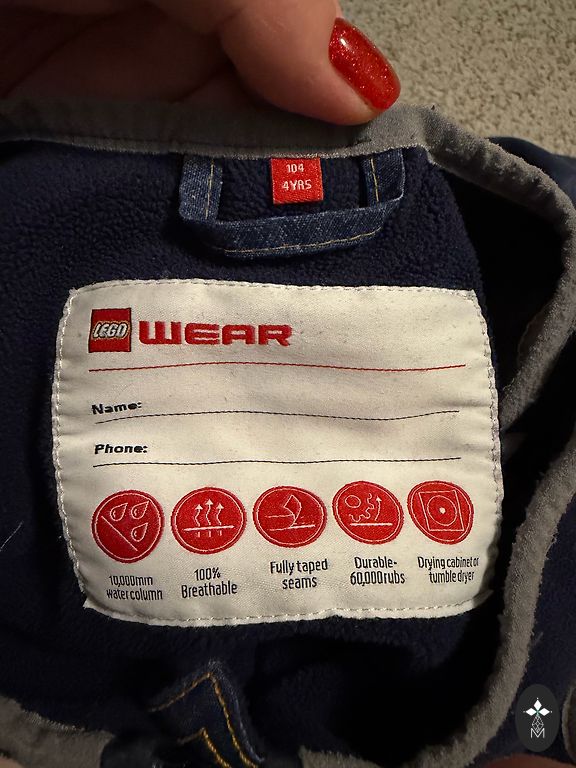 104
4YRS
LEGO WEAR
Name:
Phone:
10,000mm
water column
100%
Breathable
Fully taped
seams
Durable-
60,000rubs
Drying cabinet or
tumble dryer
M